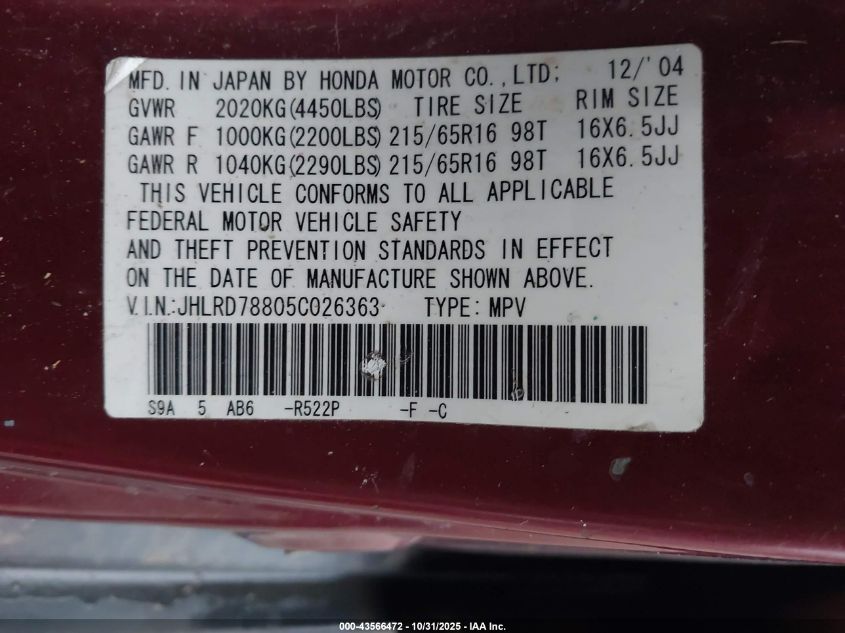 MFD. IN JAPAN BY HONDA MOTOR CO.,LTD: 12/'04
GVWR 2020KG(4450LBS) TIRE SIZE RIM SIZE
GAWR F 1000KG(2200LBS) 215/65R16 98T 16X6.5JJ
GAWR R 1040KG(2290LBS) 215/65R16 98T 16X6.5JJ
THIS VEHICLE CONFORMS TO ALL APPLICABLE
FEDERAL MOTOR VEHICLE SAFETY
AND THEFT PREVENTION STANDARDS IN EFFECT
ON THE DATE OF MANUFACTURE SHOWN ABOVE.
V.I.N.:JHLRD78805C026363 TYPE: MPV
S9A 5 AB6 -R522P -F -C
000-43566472 - 10/31/2025 - IAA Inc.